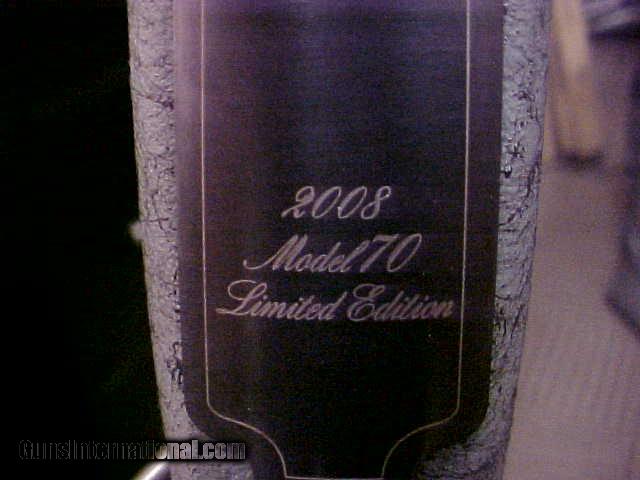 2008
Model 70
Limited Edition
GunsInternational.com